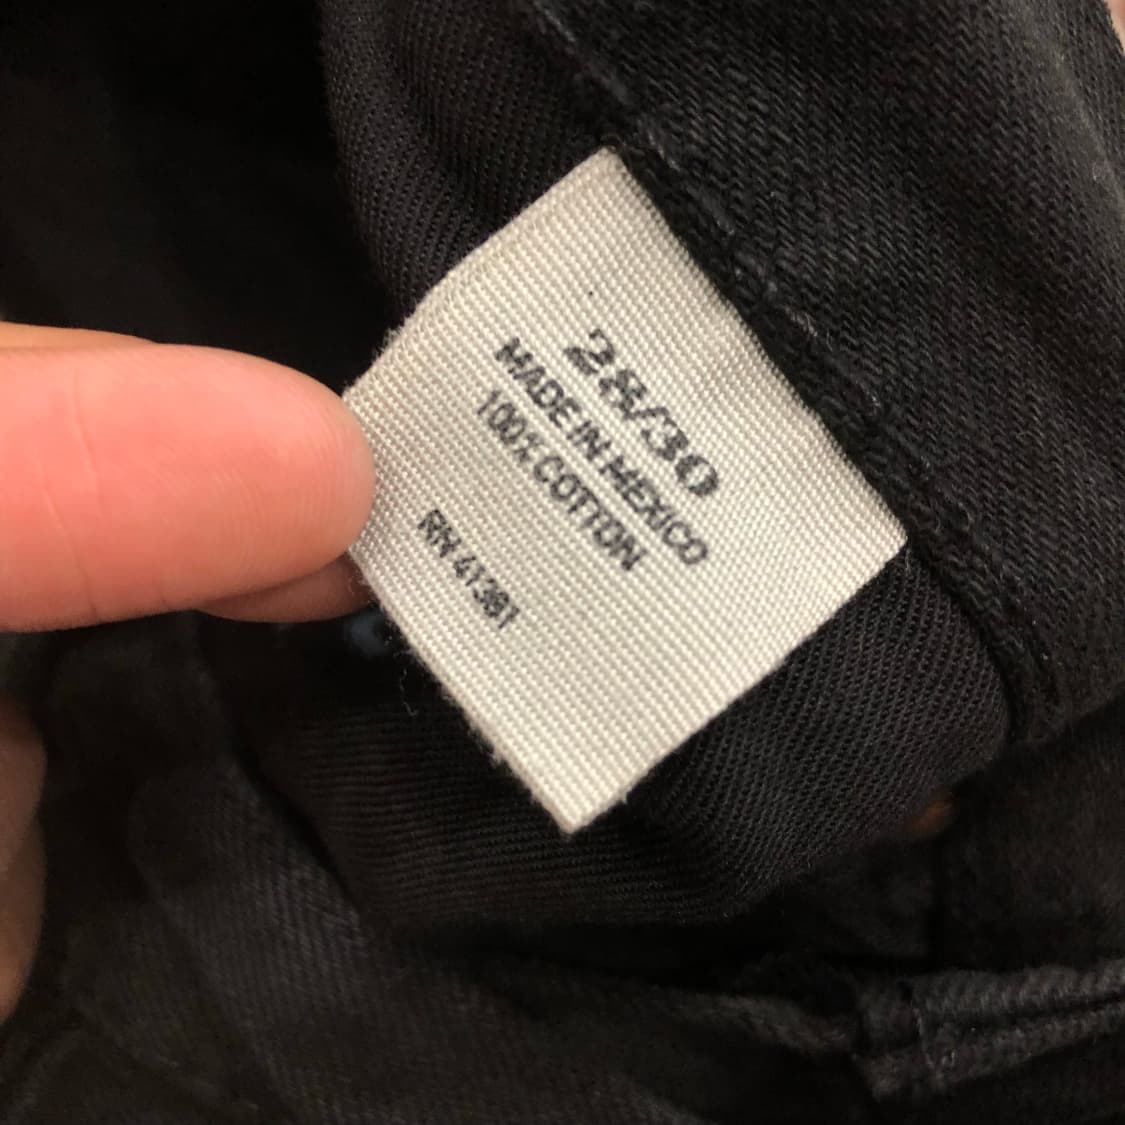 28/30
MADE IN MEXICO
100% COTTON
RN 41381